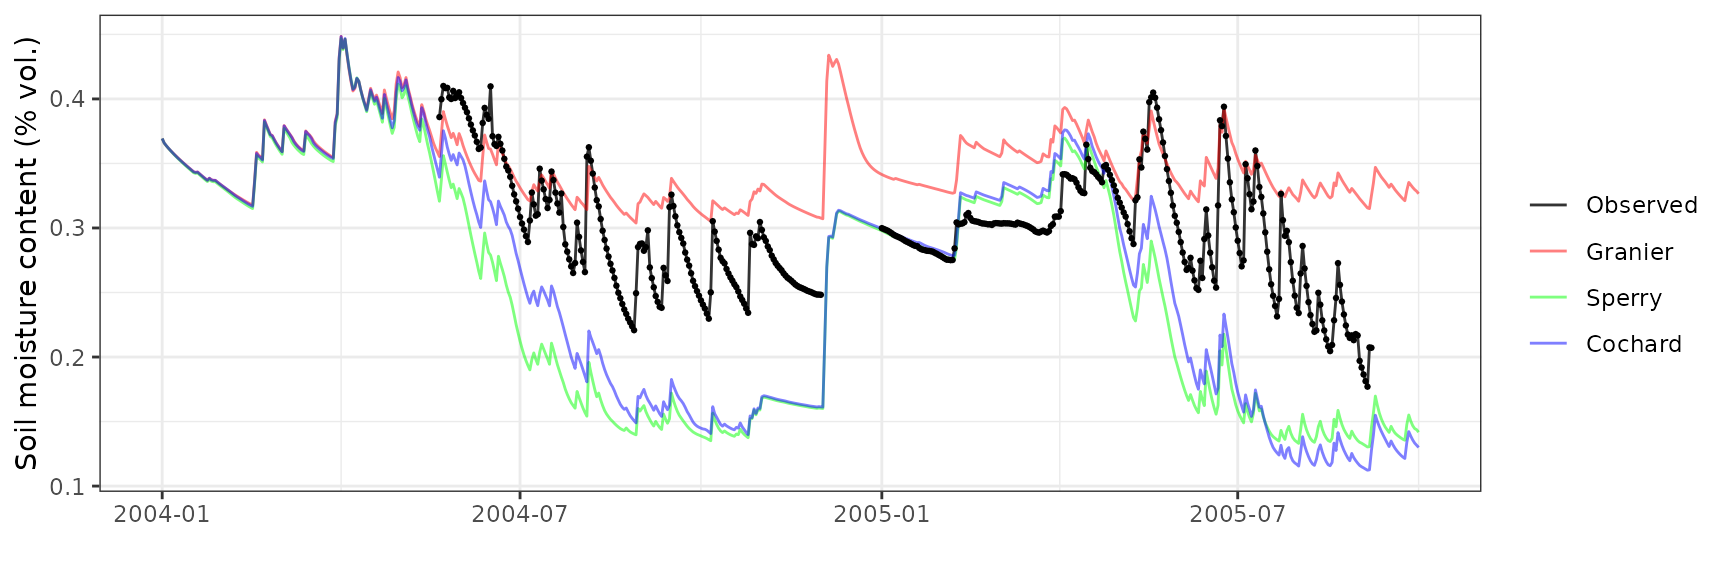 Soil moisture content (% vol.)
0.4
0.3
0.2
0.1
2004-01
2004-07
2005-01
2005-07
Observed
Granier
Sperry
Cochard